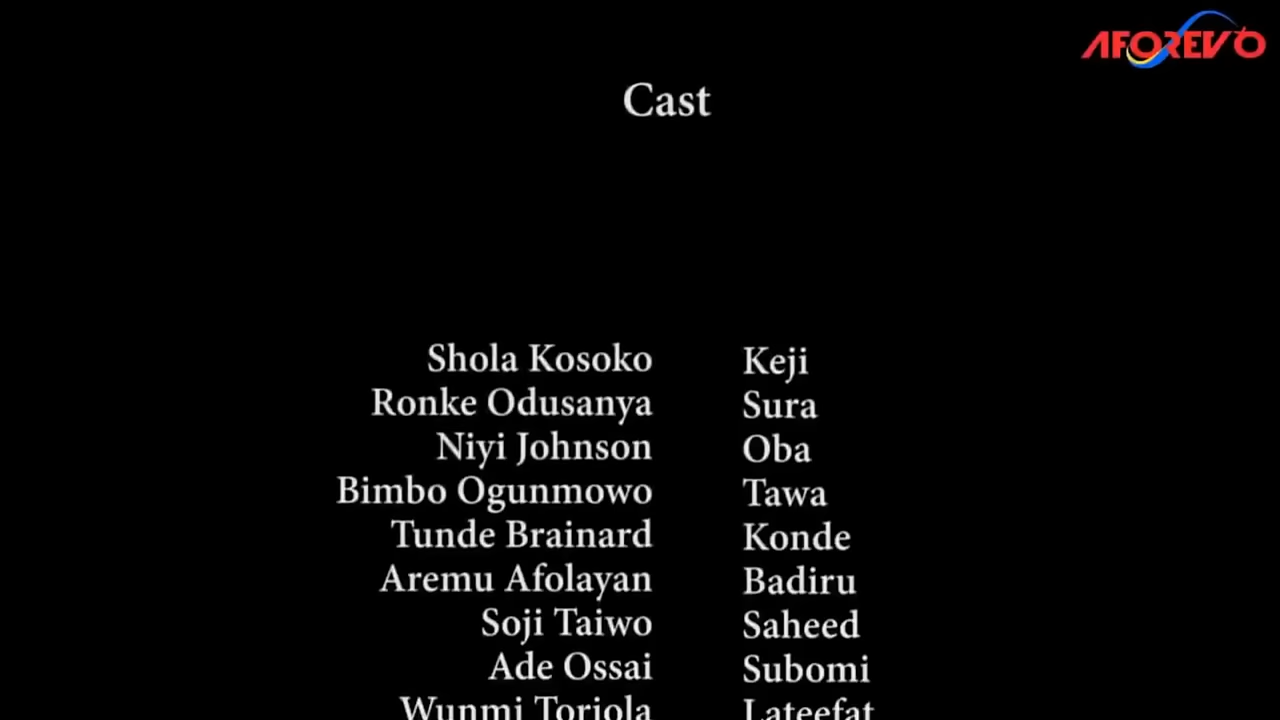 AFOREVO
Cast
Shola Kosoko Keji
Ronke Odusanya Sura
Niyi Johnson Oba
Bimbo Ogunmowo Tawa
Tunde Brainard Konde
Aremu Afolayan Badiru
Soji Taiwo Saheed
Ade Ossai Subomi
Wunmi Toriola Lateefat